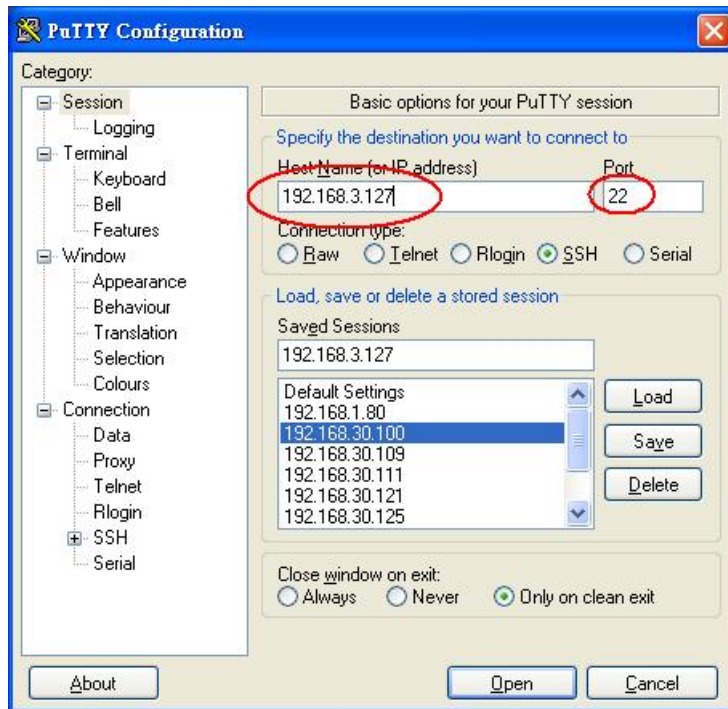 PuTTY Configuration
Category:
Session
Logging
Terminal
Keyboard
Bell
Features
Window
Appearance
Behaviour
Translation
Selection
Colours
Connection
Data
Proxy
Telnet
Rlogin
SSH
Serial
Basic options for your PuTTY session
Specify the destination you want to connect to
Host Name (or IP address) Port
192.168.3.127 22
Connection type:
Raw Telnet Rlogin SSH Serial
Load, save or delete a stored session
Saved Sessions
192.168.3.127
Default Settings
192.168.1.80
192.168.30.100
192.168.30.109
192.168.30.111
192.168.30.121
192.168.30.125
Load
Save
Delete
Close window on exit:
Always Never Only on clean exit
About Open Cancel